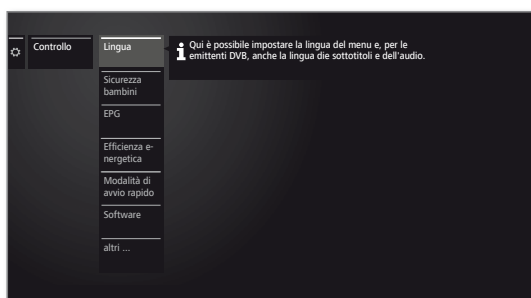 Controllo
Lingua
Qui è possibile impostare la lingua del menu e, per le
emittenti DVB, anche la lingua die sottotitoli e dell'audio.
Sicurezza
bambini
EPG
Efficienza e-
nergetica
Modalità di
avvio rapido
Software
altri ...